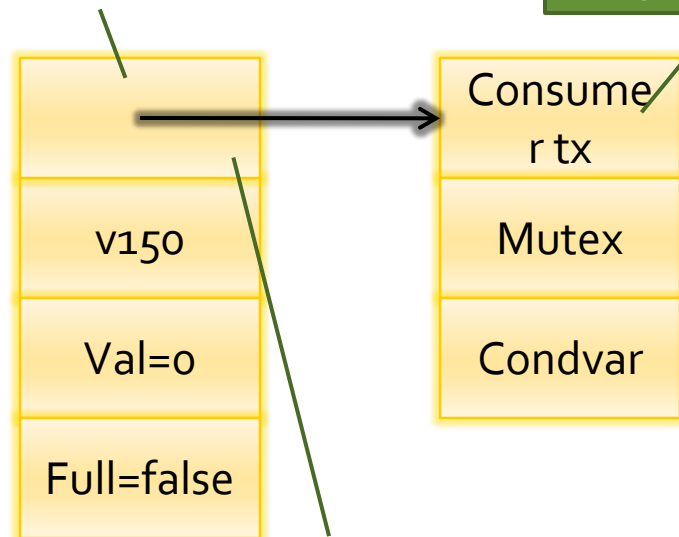 Consume
r tx
v150
Mutex
Val=0
Condvar
Full=false